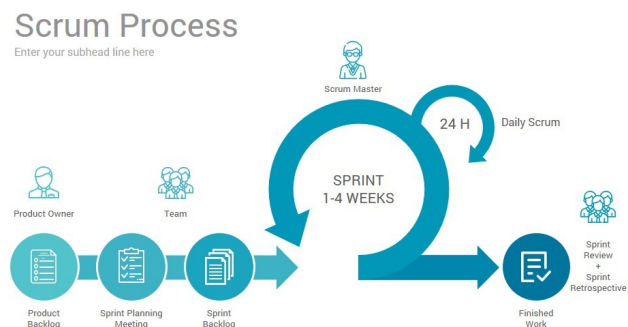 Scrum Process
Enter your subhead line here
Scrum Master
24 H
Daily Scrum
SPRINT
1-4 WEEKS
Product Owner
Team
Sprint
Review
+
Sprint
Retrospective
Product
Backlog
Sprint Planning
Meeting
Sprint
Backlog
Finished
Work